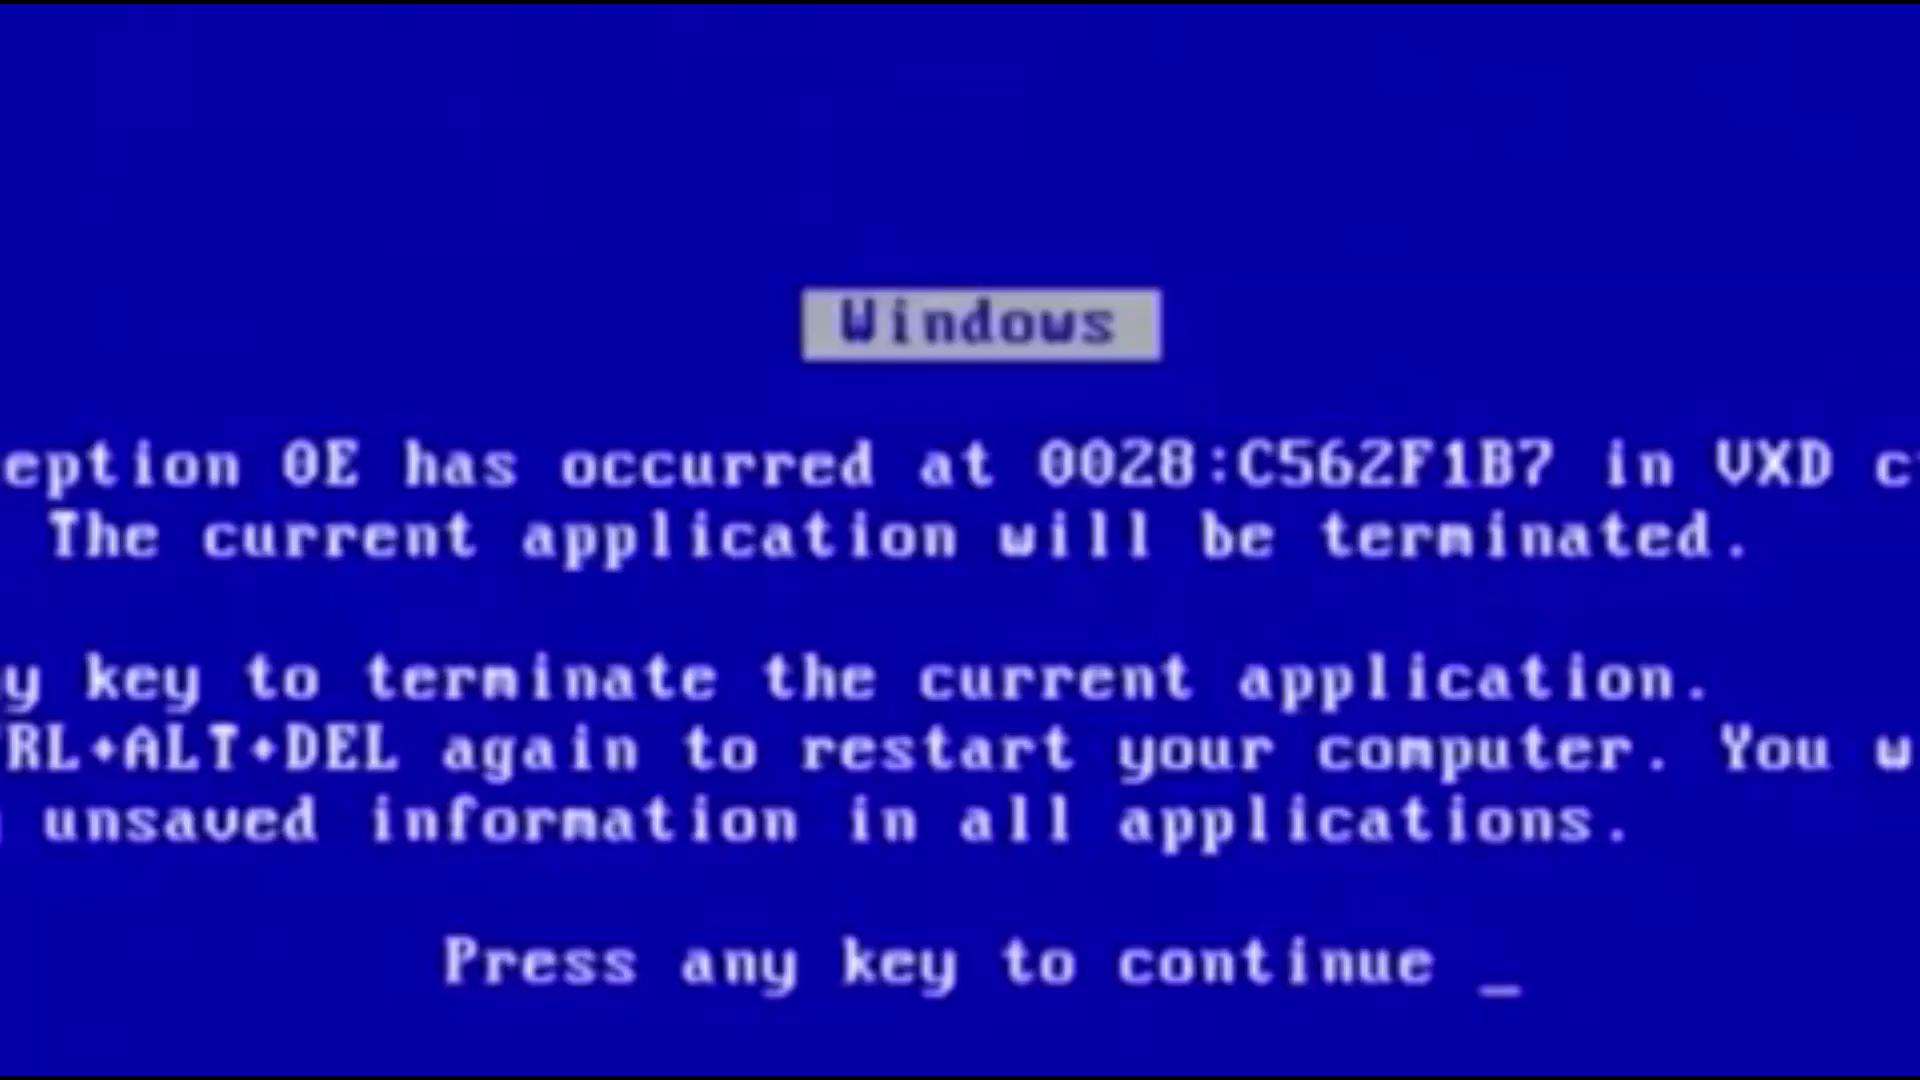 Windows
eption 0E has occurred at 0028:C562F1B7 in VXD c
The current application will be terminated.
y key to terminate the current application.
RL+ALT+DEL again to restart your computer. You w
unsaved information in all applications.
Press any key to continue _